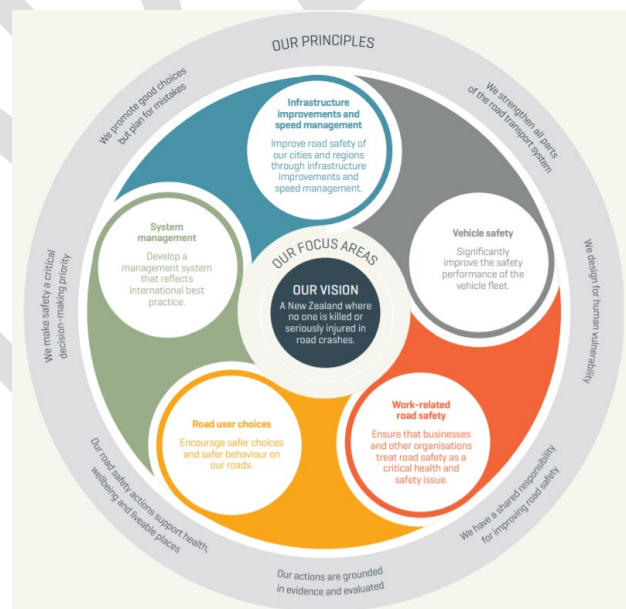 OUR PRINCIPLES
We promote good choices
but plan for mistakes
We strengthen all parts
of the road transport system
We design for human vulnerability
We have a shared responsibility
for improving road safety
Our actions are grounded
in evidence and evaluated
Our road safety actions support health,
wellbeing and liveable places
We make safety a critical
decision-making priority
Infrastructure
improvements and
speed management
Improve road safety of
our cities and regions
through infrastructure
improvements and
speed management.
Vehicle safety
Significantly
improve the safety
performance of the
vehicle fleet.
Work-related
road safety
Ensure that businesses
and other organisations
treat road safety as a
critical health and
safety issue.
Road user choices
Encourage safer choices
and safer behaviour on
our roads.
System
management
Develop a
management system
that reflects
international best
practice.
OUR FOCUS AREAS
OUR VISION
A New Zealand where
no one is killed or
seriously injured in
road crashes.